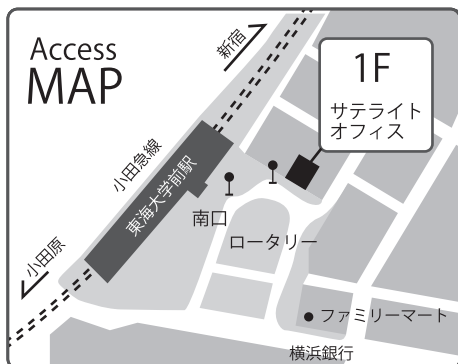 Access
MAP
新宿
1F
サテライト
オフィス
小田急線
東海大学前駅
南口
ロータリー
小田原
ファミリーマート
横浜銀行